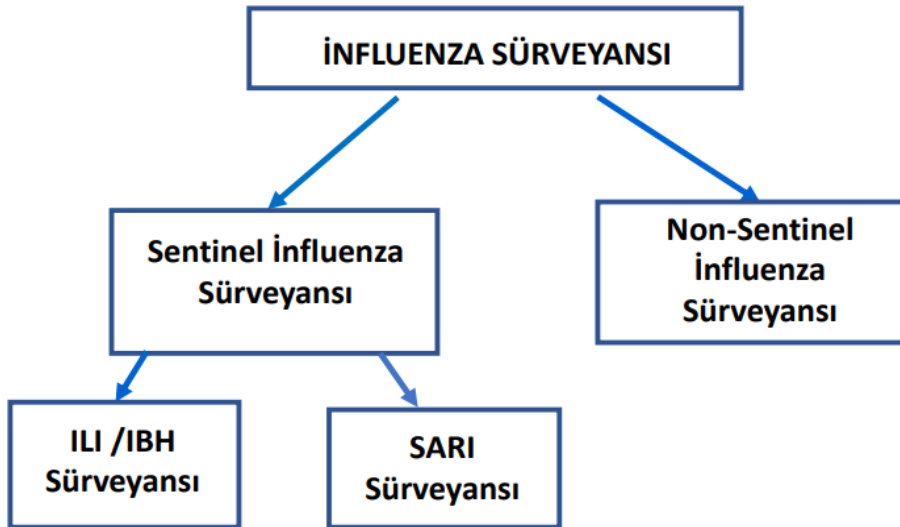 İNFLUENZA SÜRVEYANSI
Sentinel İnfluenza
Sürveyansı
Non-Sentinel
İnfluenza
Sürveyansı
ILI /IBH
Sürveyansı
SARI
Sürveyansı